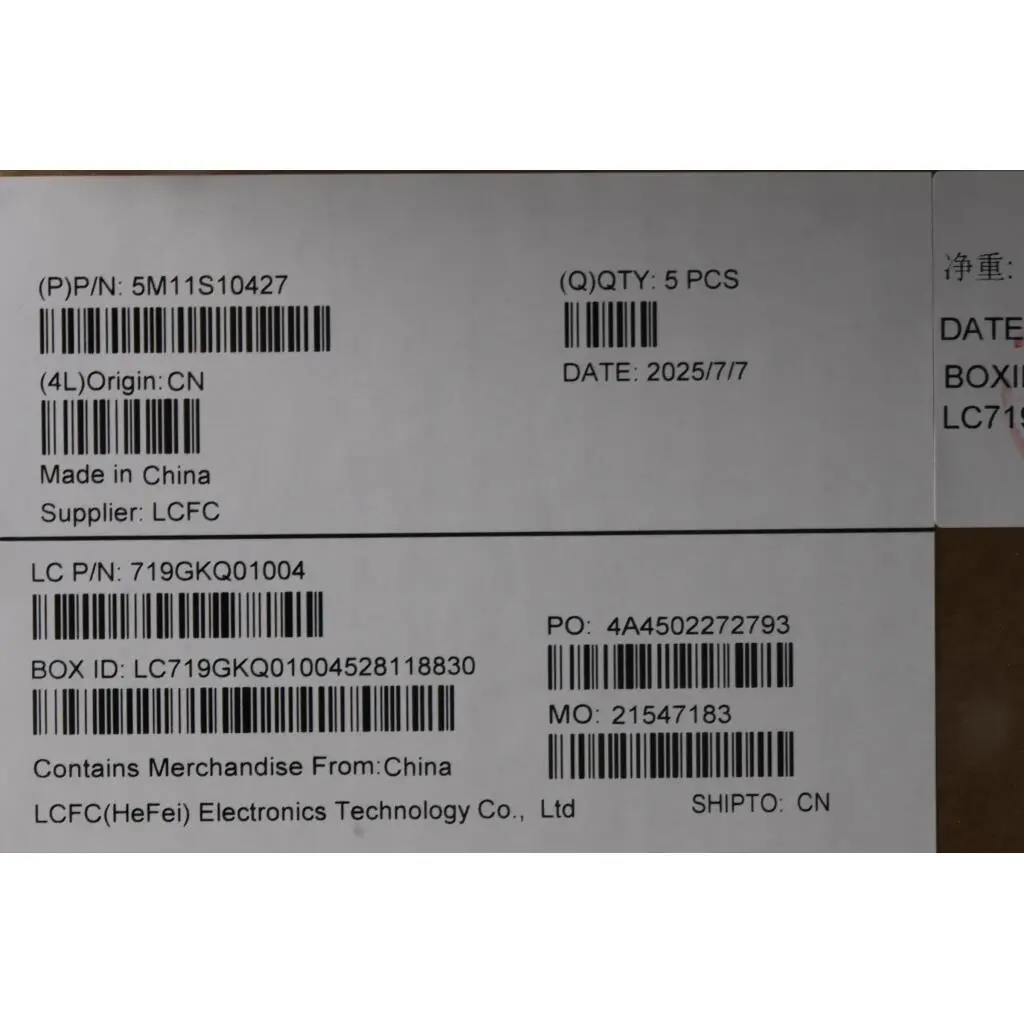 (P)P/N: 5M11S10427
(Q)QTY: 5 PCS
DATE: 2025/7/7
(4L)Origin:CN
Made in China
Supplier: LCFC
LC P/N: 719GKQ01004
BOX ID: LC719GKQ01004528118830
PO: 4A4502272793
MO: 21547183
Contains Merchandise From:China
LCFC(HeFei) Electronics Technology Co., Ltd
SHIPTO: CN
净重:
DATE
BOXI
LC719